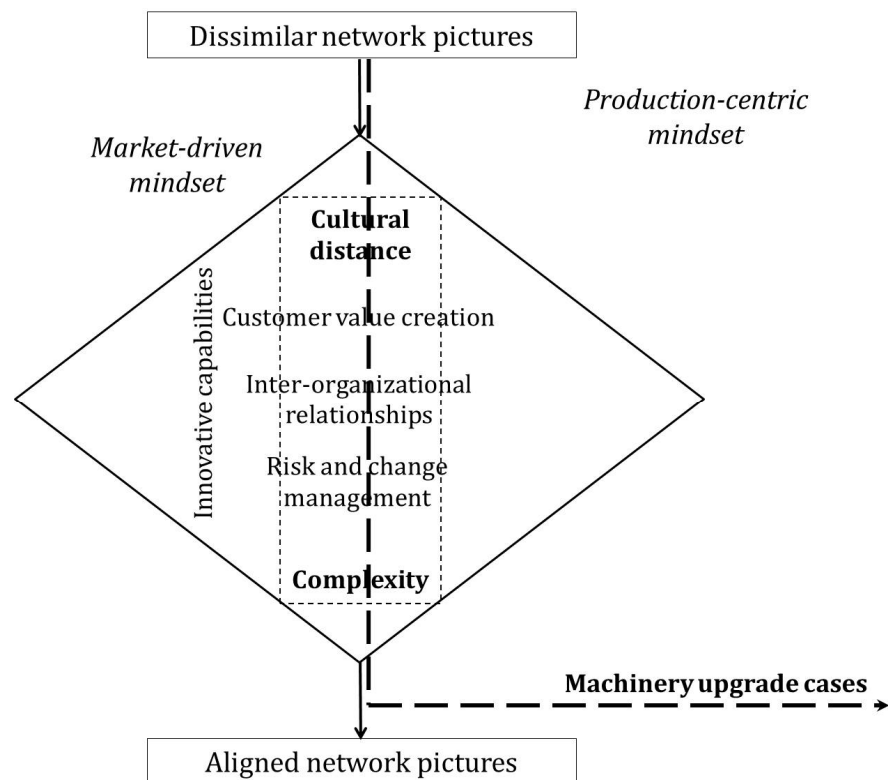 Dissimilar network pictures
Production-centric
mindset
Market-driven
mindset
Cultural
distance
Innovative capabilities
Customer value creation
Inter-organizational
relationships
Risk and change
management
Complexity
Machinery upgrade cases
Aligned network pictures